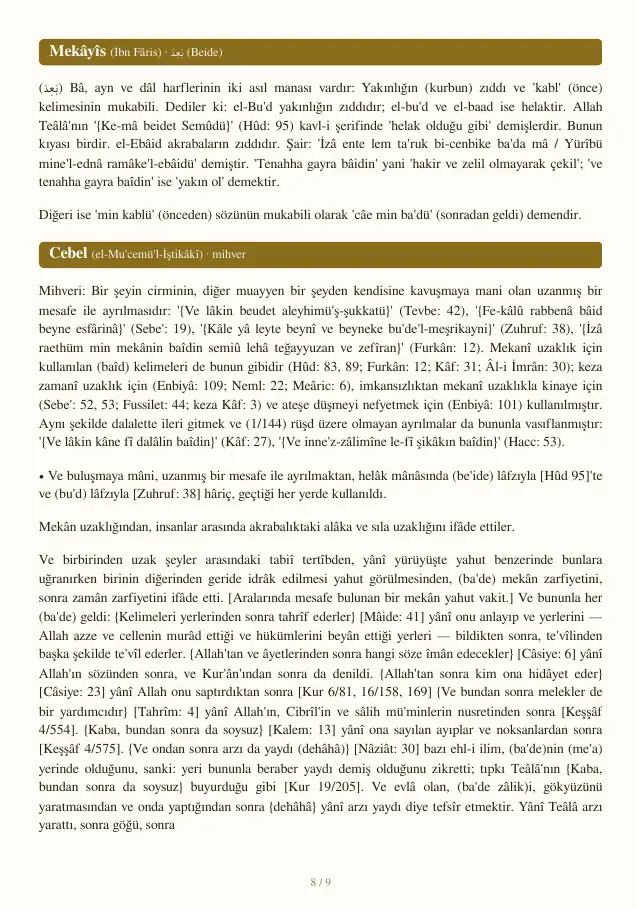 Mekâyîs (İbn Fâris) · بَعِدَ (Beide)
(بَعِدَ) Bâ, ayn ve dâl harflerinin iki asıl manası vardır: Yakınlığın (kurbun) zıddı ve 'kabl' (önce)
kelimesinin mukabili. Dediler ki: el-Bu'd yakınlığın zıddıdır; el-bu'd ve el-baad ise helaktir. Allah
Teâlâ'nın '{Ke-mâ beidet Semûdü}' (Hûd: 95) kavl-i şerifinde 'helak olduğu gibi' demişlerdir. Bunun
kıyası birdir. el-Ebâid akrabaların zıddıdır. Şair: 'İzâ ente lem ta'ruk bi-cenbike ba'da mâ / Yürîbü
mine'l-ednâ ramâke'l-ebâidü' demiştir. 'Tenahha gayra bâidin' yani 'hakir ve zelil olmayarak çekil'; 've
tenahha gayra baîdin' ise 'yakın ol' demektir.
Diğeri ise 'min kablü' (önceden) sözünün mukabili olarak 'câe min ba'dü' (sonradan geldi) demendir.
Cebel (el-Mu'cemü'l-İştikâkî) · mihver
Mihveri: Bir şeyin cirminin, diğer muayyen bir şeyden kendisine kavuşmaya mani olan uzanmış bir
mesafe ile ayrılmasıdır: '{Ve lâkin beudet aleyhimü'ş-şukkatü}' (Tevbe: 42), '{Fe-kâlû rabbenâ bâid
beyne esfârinâ}' (Sebe': 19), '{Kâle yâ leyte beynî ve beyneke bu'de'l-meşrikayni}' (Zuhruf: 38), '{İzâ
raethüm min mekânin baîdin semiû lehâ teğayyuzan ve zefîran}' (Furkân: 12). Mekanî uzaklık için
kullanılan (baîd) kelimeleri de bunun gibidir (Hûd: 83, 89; Furkân: 12; Kâf: 31; Âl-i İmrân: 30); keza
zamanî uzaklık için (Enbiyâ: 109; Neml: 22; Meâric: 6), imkansızlıktan mekanî uzaklıkla kinaye için
(Sebe': 52, 53; Fussilet: 44; keza Kâf: 3) ve ateşe düşmeyi nefyetmek için (Enbiyâ: 101) kullanılmıştır.
Aynı şekilde dalalette ileri gitmek ve (1/144) rüşd üzere olmayan ayrılmalar da bununla vasıflanmıştır:
'{Ve lâkin kâne fî dalâlin baîdin}' (Kâf: 27), '{Ve inne'z-zâlimîne le-fî şikâkın baîdin}' (Hacc: 53).
• Ve buluşmaya mâni, uzanmış bir mesafe ile ayrılmaktan, helâk mânâsında (be'ide) lâfzıyla [Hûd 95]'te
ve (bu'd) lâfzıyla [Zuhruf: 38] hâriç, geçtiği her yerde kullanıldı.
Mekân uzaklığından, insanlar arasında akrabalıktaki alâka ve sıla uzaklığını ifâde ettiler.
Ve birbirinden uzak şeyler arasındaki tabiî tertîbden, yânî yürüyüşte yahut benzerinde bunlara
uğranırken birinin diğerinden geride idrâk edilmesi yahut görülmesinden, (ba'de) mekân zarfiyetini,
sonra zamân zarfiyetini ifâde etti. [Aralarında mesafe bulunan bir mekân yahut vakit.] Ve bununla her
(ba'de) geldi: {Kelimeleri yerlerinden sonra tahrîf ederler} [Mâide: 41] yânî onu anlayıp ve yerlerini —
Allah azze ve cellenin murâd ettiği ve hükümlerini beyân ettiği yerleri — bildikten sonra, te'vîlinden
başka şekilde te'vîl ederler. {Allah'tan ve âyetlerinden sonra hangi söze îmân edecekler} [Câsiye: 6] yânî
Allah'ın sözünden sonra, ve Kur'ân'ından sonra da denildi. {Allah'tan sonra kim ona hidâyet eder}
[Câsiye: 23] yânî Allah onu saptırdıktan sonra [Kur 6/81, 16/158, 169] {Ve bundan sonra melekler de
bir yardımcıdır} [Tahrîm: 4] yânî Allah'ın, Cibrîl'in ve sâlih mü'minlerin nusretinden sonra [Keşşâf
4/554]. {Kaba, bundan sonra da soysuz} [Kalem: 13] yânî ona sayılan ayıplar ve noksanlardan sonra
[Keşşâf 4/575]. {Ve ondan sonra arzı da yaydı (dehâhâ)} [Nâziât: 30] bazı ehl-i ilim, (ba'de)nin (me'a)
yerinde olduğunu, sanki: yeri bununla beraber yaydı demiş olduğunu zikretti; tıpkı Teâlâ'nın {Kaba,
bundan sonra da soysuz} buyurduğu gibi [Kur 19/205]. Ve evlâ olan, (ba'de zâlik)i, gökyüzünü
yaratmasından ve onda yaptığından sonra {dehâhâ} yânî arzı yaydı diye tefsîr etmektir. Yânî Teâlâ arzı
yarattı, sonra göğü, sonra
8 / 9